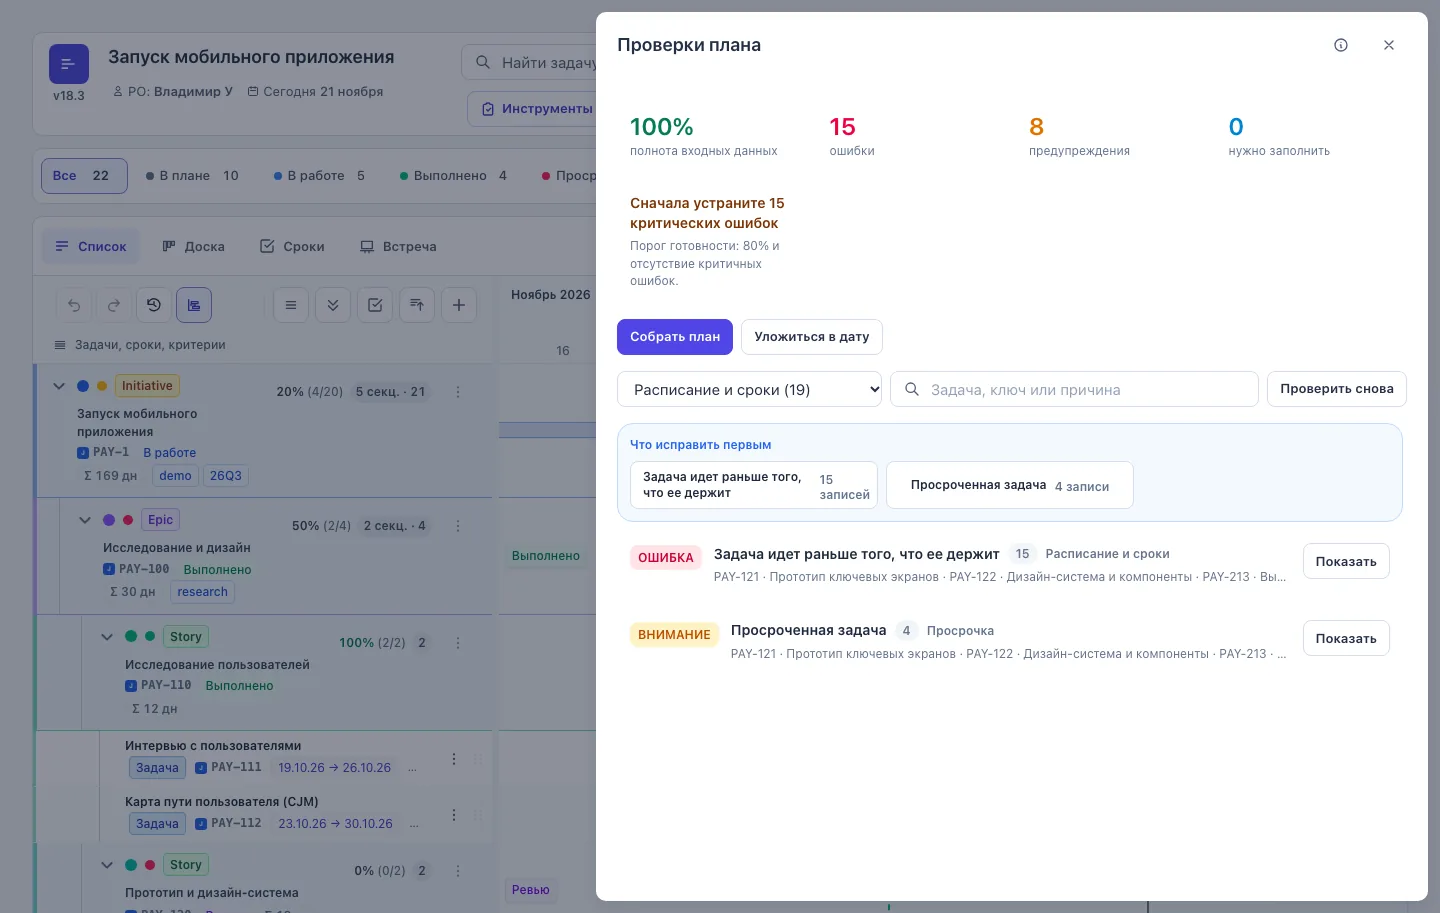 Запуск мобильного приложения
v18.3
PO: Владимир У
Сегодня 21 ноября
Найти задачу
Инструменты
Все 22
В плане 10
В работе 5
Выполнено 4
Список
Доска
Сроки
Встреча
Ноябрь 2026
Задачи, сроки, критерии
16
Initiative
20% (4/20) 5 секц. · 21
Запуск мобильного
приложения
PAY-1 В работе
Σ 169 дн demo 26Q3
Epic
50% (2/4) 2 секц. · 4
Исследование и дизайн
PAY-100 Выполнено
Σ 30 дн research
Выполнено
Story
100% (2/2) 2
Исследование пользователей
PAY-110 Выполнено
Σ 12 дн
Интервью с пользователями
Задача PAY-111 19.10.26 → 26.10.26 ...
Карта пути пользователя (CJM)
Задача PAY-112 23.10.26 → 30.10.26 ...
Story
0% (0/2) 2
Прототип и дизайн-система
Ревью
Проверки плана
100%
полнота входных данных
15
ошибки
8
предупреждения
0
нужно заполнить
Сначала устраните 15
критических ошибок
Порог готовности: 80% и
отсутствие критичных
ошибок.
Собрать план
Уложиться в дату
Расписание и сроки (19)
Задача, ключ или причина
Проверить снова
Что исправить первым
Задача идет раньше того,
что ее держит
15
записей
Просроченная задача 4 записи
ОШИБКА Задача идет раньше того, что ее держит 15 Расписание и сроки
PAY-121 · Прототип ключевых экранов · PAY-122 · Дизайн-система и компоненты · PAY-213 · Вы...
Показать
ВНИМАНИЕ Просроченная задача 4 Просрочка
PAY-121 · Прототип ключевых экранов · PAY-122 · Дизайн-система и компоненты · PAY-213 · ...
Показать